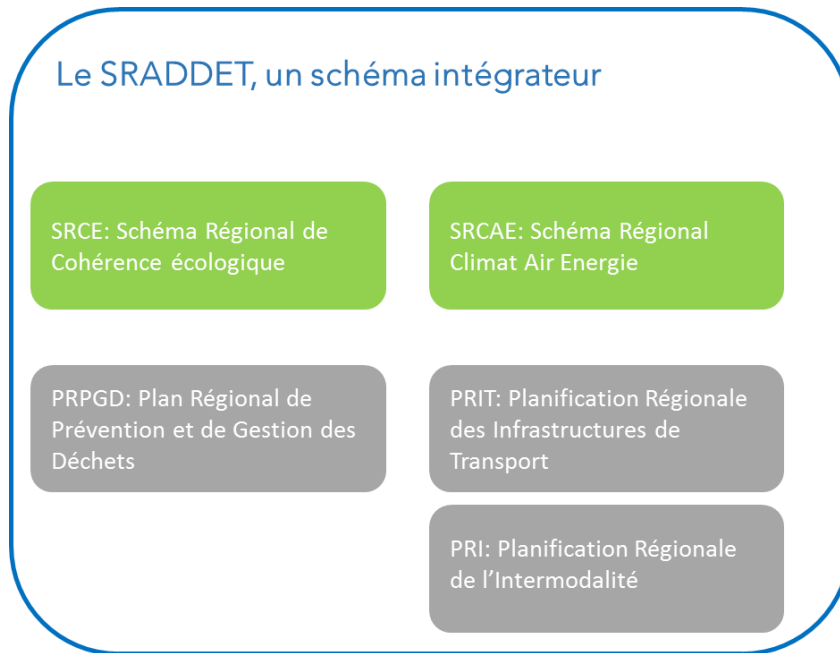 Le SRADDET, un schéma intégrateur
SRCE: Schéma Régional de
Cohérence écologique
SRCAE: Schéma Régional
Climat Air Energie
PRPGD: Plan Régional de
Prévention et de Gestion des
Déchets
PRIT: Planification Régionale
des Infrastructures de
Transport
PRI: Planification Régionale
de l'Intermodalité